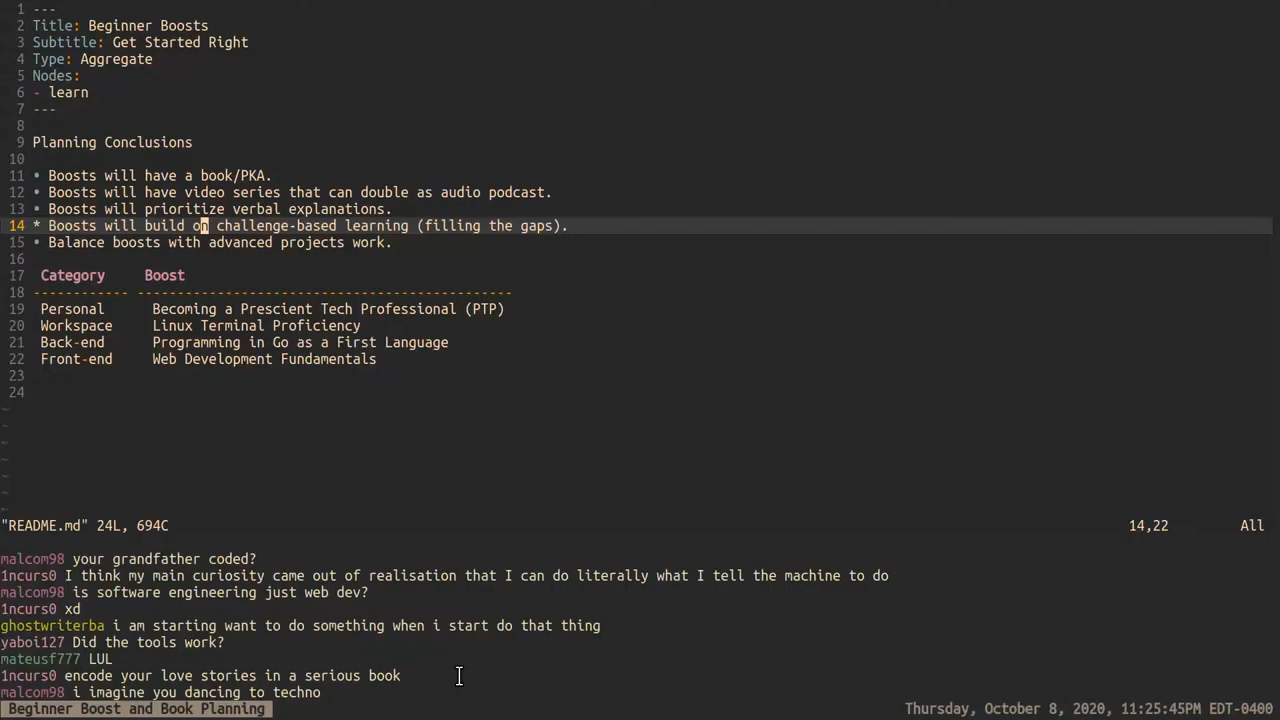 1 ---
2 Title: Beginner Boosts
3 Subtitle: Get Started Right
4 Type: Aggregate
5 Nodes:
6 - learn
7 ---
8
9 Planning Conclusions
10
11 • Boosts will have a book/PKA.
12 • Boosts will have video series that can double as audio podcast.
13 • Boosts will prioritize verbal explanations.
14 * Boosts will build on challenge-based learning (filling the gaps).
15 • Balance boosts with advanced projects work.
16
17 Category Boost
18 ----------- -----------------------------------------------
19 Personal Becoming a Prescient Tech Professional (PTP)
20 Workspace Linux Terminal Proficiency
21 Back-end Programming in Go as a First Language
22 Front-end Web Development Fundamentals
23
24
~
~
~
~
~
~
~
"README.md" 24L, 694C 14,22 All
malcom98 your grandfather coded?
1ncurs0 I think my main curiosity came out of realisation that I can do literally what I tell the machine to do
malcom98 is software engineering just web dev?
1ncurs0 xd
ghostwriterba i am starting want to do something when i start do that thing
yaboi127 Did the tools work?
mateusf777 LUL
1ncurs0 encode your love stories in a serious book
malcom98 i imagine you dancing to techno
Beginner Boost and Book Planning Thursday, October 8, 2020, 11:25:45PM EDT-0400